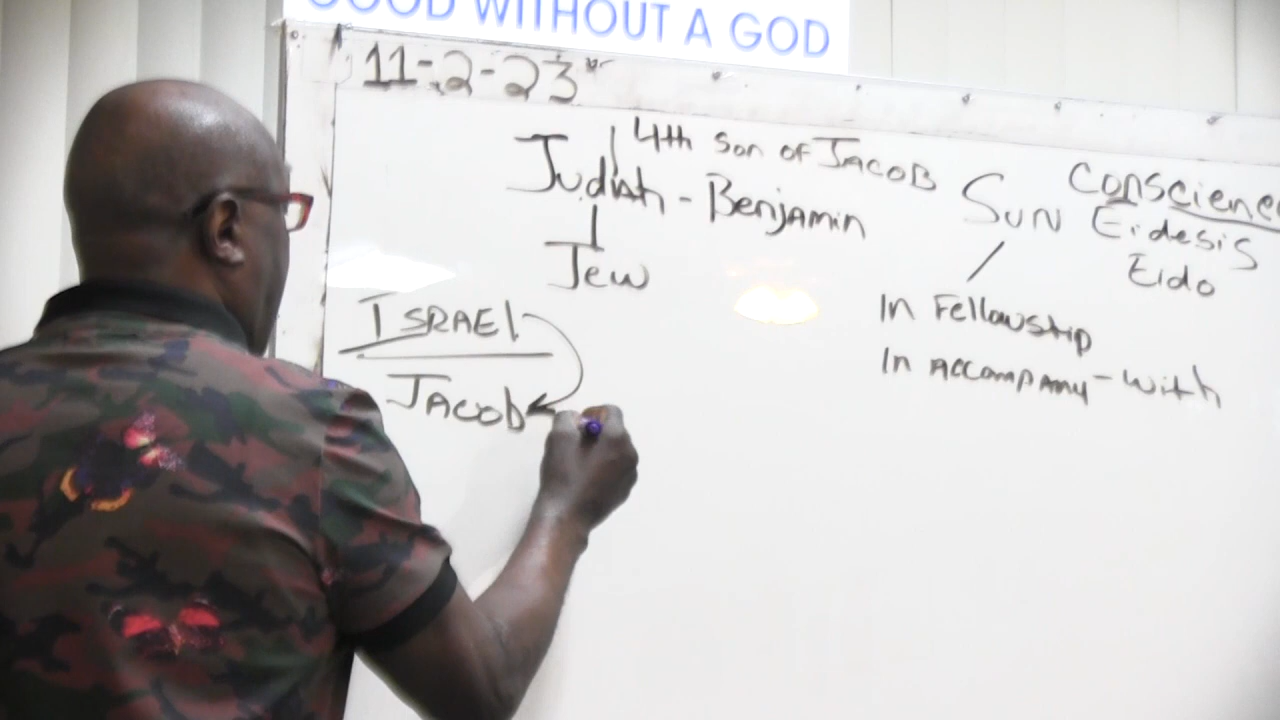 GOOD WITHOUT A GOD
11-2-23
4th Son of JACOB
Judiah - Benjamin
Jew
ISRAEL
JACOB
SUN
Conscience
Eidesis
Eido
In Fellowship
In Accompany-with